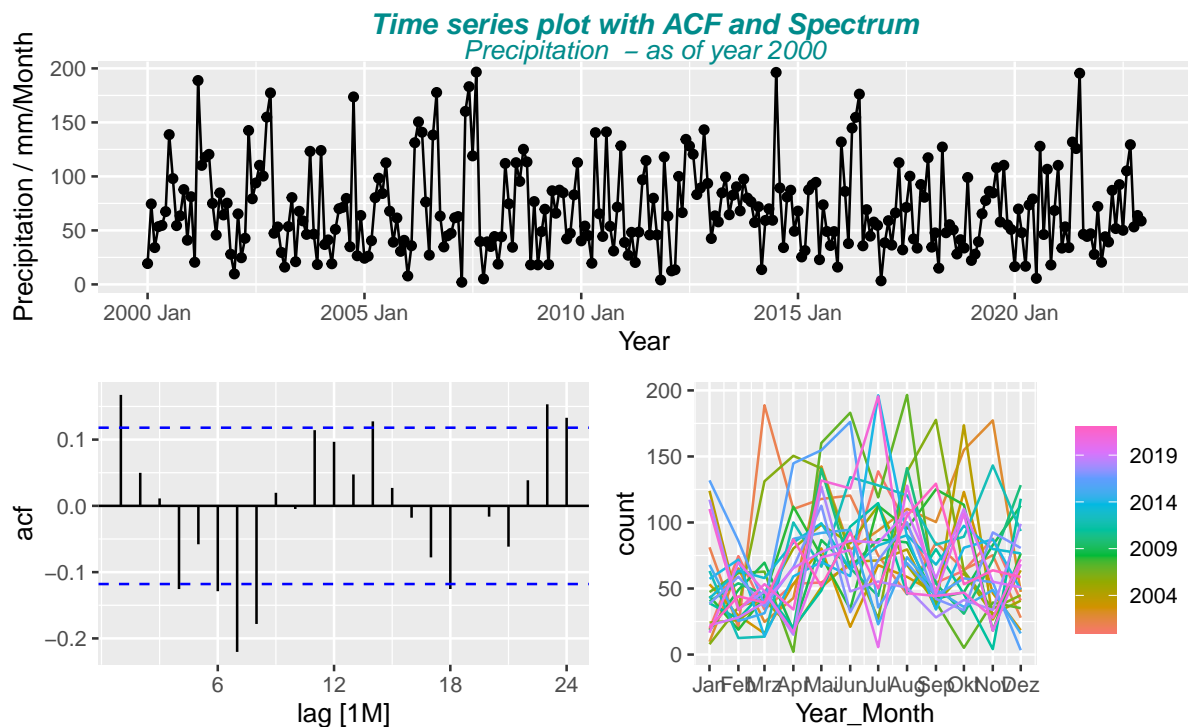 Time series plot with ACF and Spectrum
Precipitation – as of year 2000
Precipitation / mm/Month
200
150
100
50
0
2000 Jan
2005 Jan
2010 Jan
2015 Jan
2020 Jan
Year
acf
0.1
0.0
−0.1
−0.2
6
12
18
24
lag [1M]
count
200
150
100
50
0
Jan Feb Mrz Apr Mai Jun Jul Aug Sep Okt Nov Dez
Year_Month
2019
2014
2009
2004